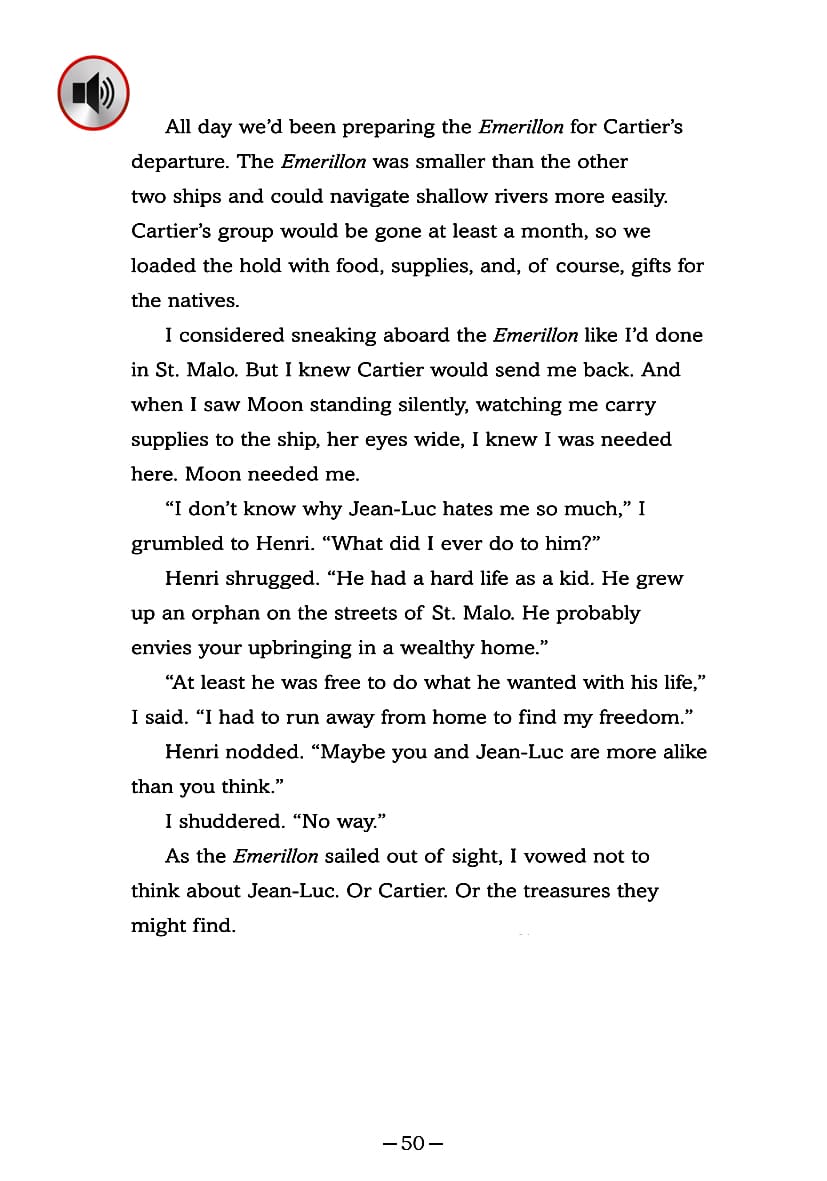 All day we’d been preparing the Emerillon for Cartier’s
departure. The Emerillon was smaller than the other
two ships and could navigate shallow rivers more easily.
Cartier’s group would be gone at least a month, so we
loaded the hold with food, supplies, and, of course, gifts for
the natives.
I considered sneaking aboard the Emerillon like I’d done
in St. Malo. But I knew Cartier would send me back. And
when I saw Moon standing silently, watching me carry
supplies to the ship, her eyes wide, I knew I was needed
here. Moon needed me.
“I don’t know why Jean-Luc hates me so much,” I
grumbled to Henri. “What did I ever do to him?”
Henri shrugged. “He had a hard life as a kid. He grew
up an orphan on the streets of St. Malo. He probably
envies your upbringing in a wealthy home.”
“At least he was free to do what he wanted with his life,”
I said. “I had to run away from home to find my freedom.”
Henri nodded. “Maybe you and Jean-Luc are more alike
than you think.”
I shuddered. “No way.”
As the Emerillon sailed out of sight, I vowed not to
think about Jean-Luc. Or Cartier. Or the treasures they
might find.
— 50 —